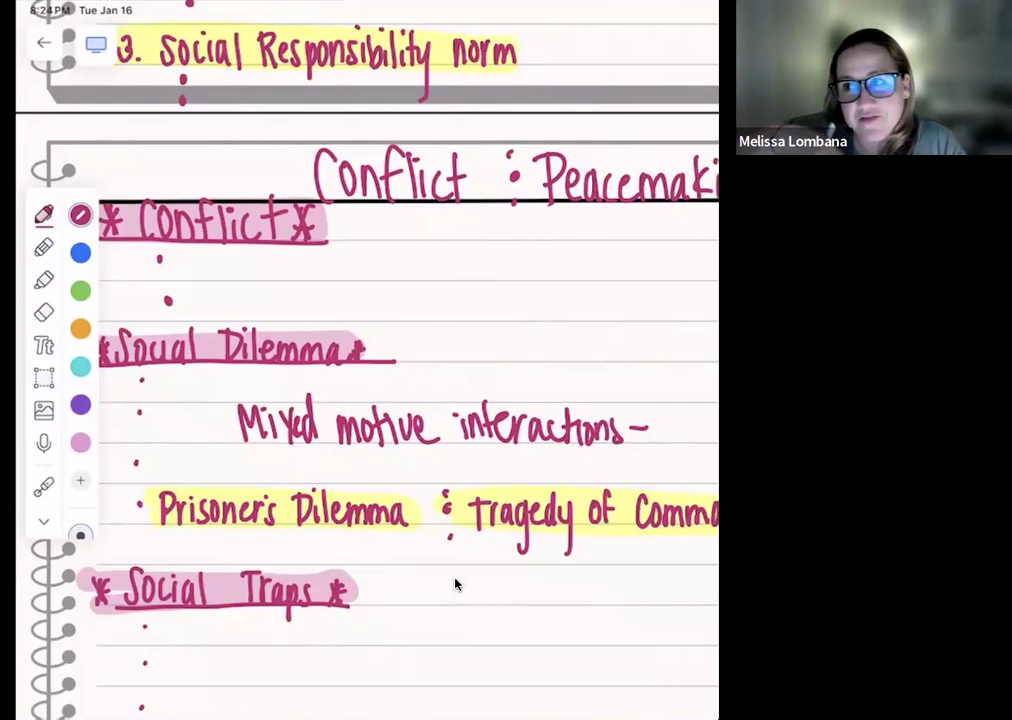 8:24 PM Tue Jan 16
3. Social Responsibility norm
Conflict : Peacemaki
* Conflict *
*Social Dilemma*
Mixed motive interactions-
Prisoner's Dilemma : Tragedy of Commo
* Social Traps *
Tt
Melissa Lombana